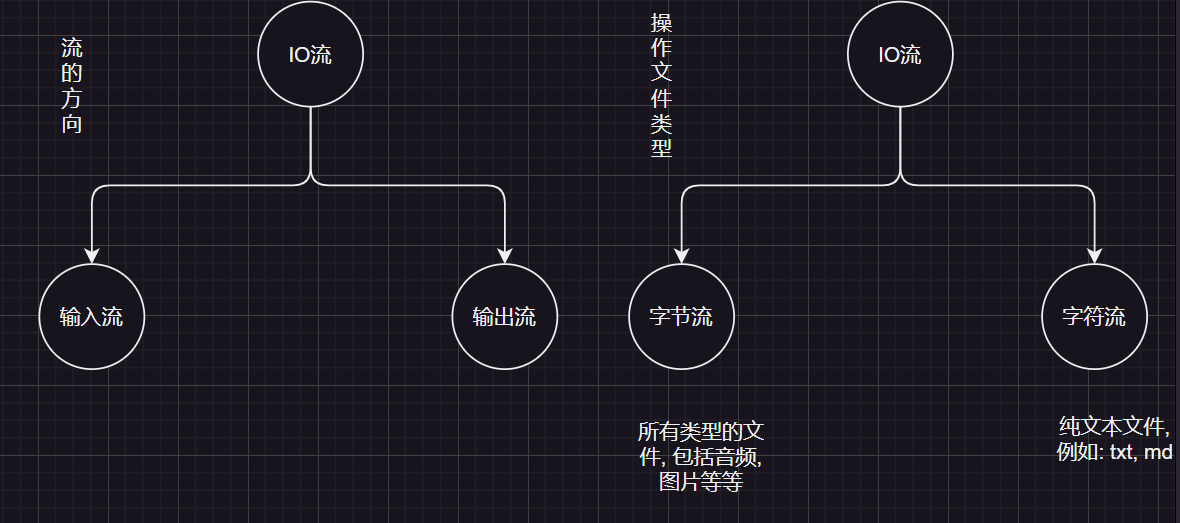 流的方向
IO流
输入流
输出流
操作文件类型
IO流
字节流
字符流
所有类型的文
件, 包括音频,
图片等等
纯文本文件,
例如: txt, md